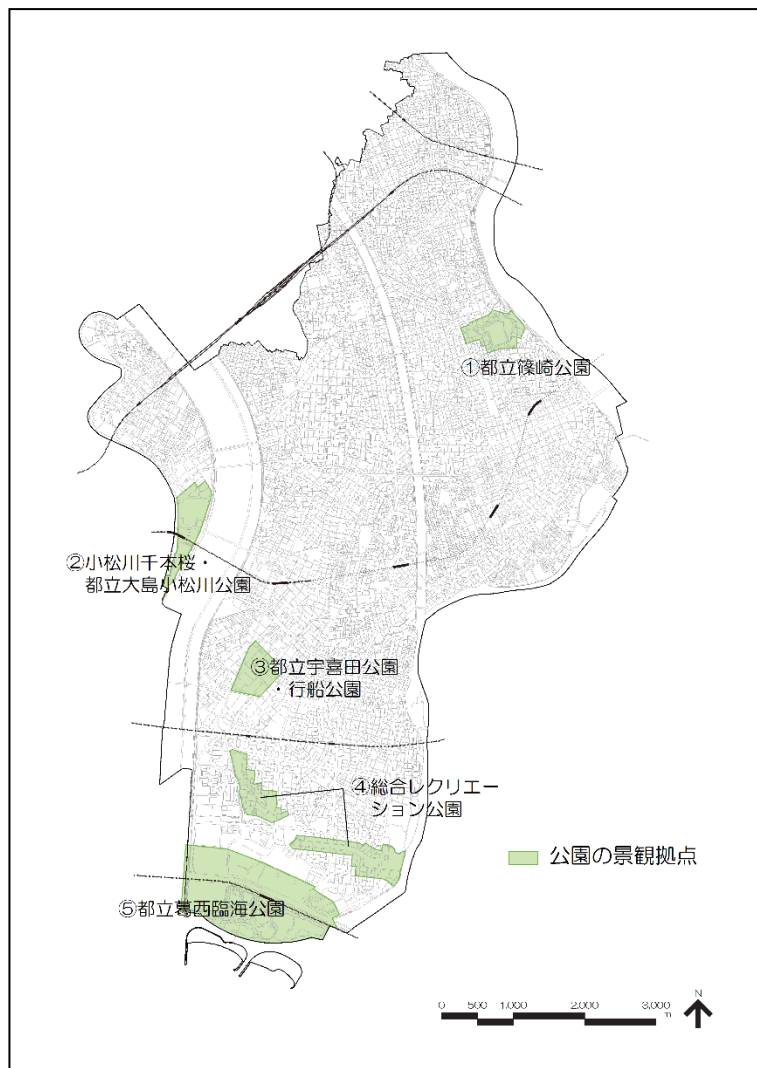 ①都立篠崎公園
②小松川千本桜・
都立大島小松川公園
③都立宇喜田公園
・行船公園
④総合レクリエー
ション公園
公園の景観拠点
⑤都立葛西臨海公園
0 500 1,000 2,000 3,000
m
N